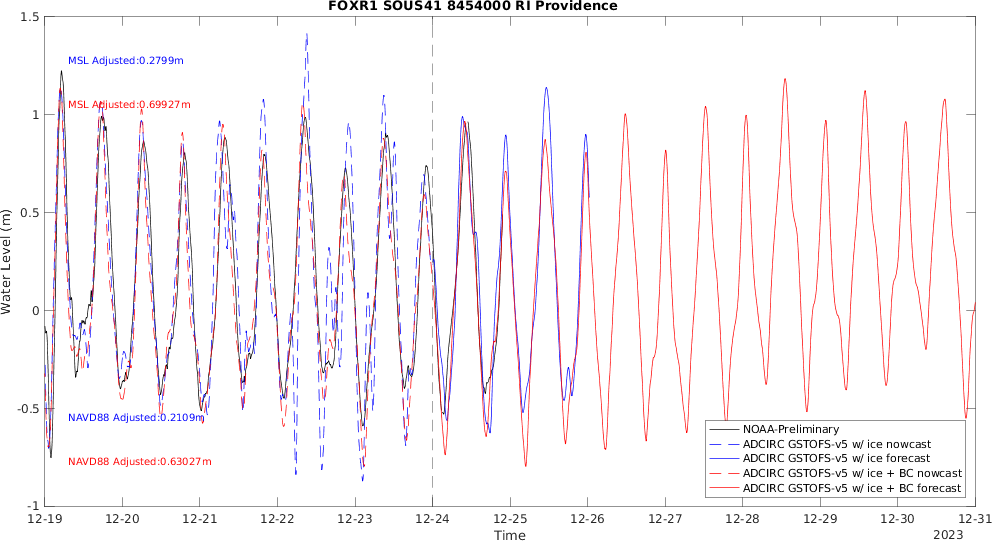 FOXR1 SOUS41 8454000 RI Providence
1.5
MSL Adjusted:0.2799m
MSL Adjusted:0.69927m
1
0.5
Water Level (m)
0
-0.5
NAVD88 Adjusted:0.2109m
NAVD88 Adjusted:0.63027m
NOAA-Preliminary
ADCIRC GSTOFS-v5 w/ ice nowcast
ADCIRC GSTOFS-v5 w/ ice forecast
ADCIRC GSTOFS-v5 w/ ice + BC nowcast
ADCIRC GSTOFS-v5 w/ ice + BC forecast
-1
12-19 12-20 12-21 12-22 12-23 12-24 12-25 12-26 12-27 12-28 12-29 12-30 12-31
Time
2023